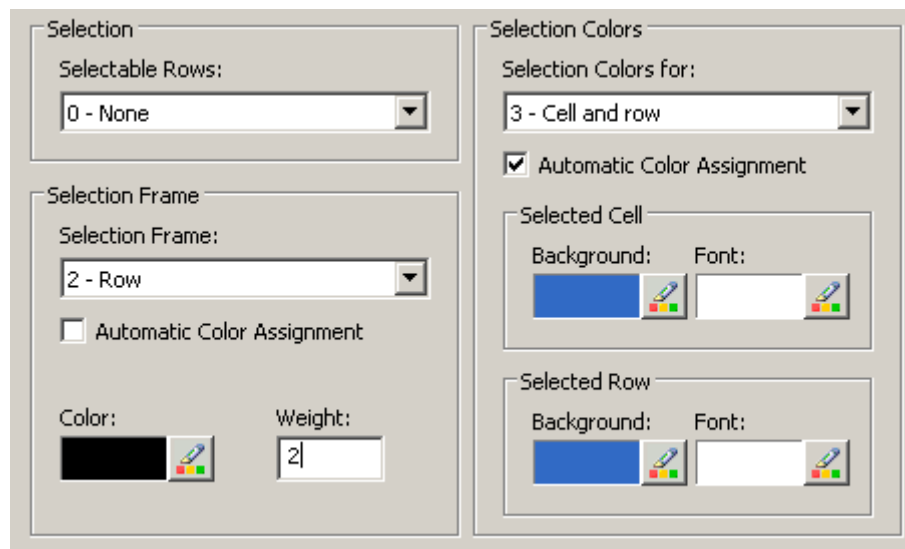 Selection
Selectable Rows:
0 - None
Selection Frame
Selection Frame:
2 - Row
Automatic Color Assignment
Color: Weight:
2
Selection Colors
Selection Colors for:
3 - Cell and row
Automatic Color Assignment
Selected Cell
Background: Font:
Selected Row
Background: Font: